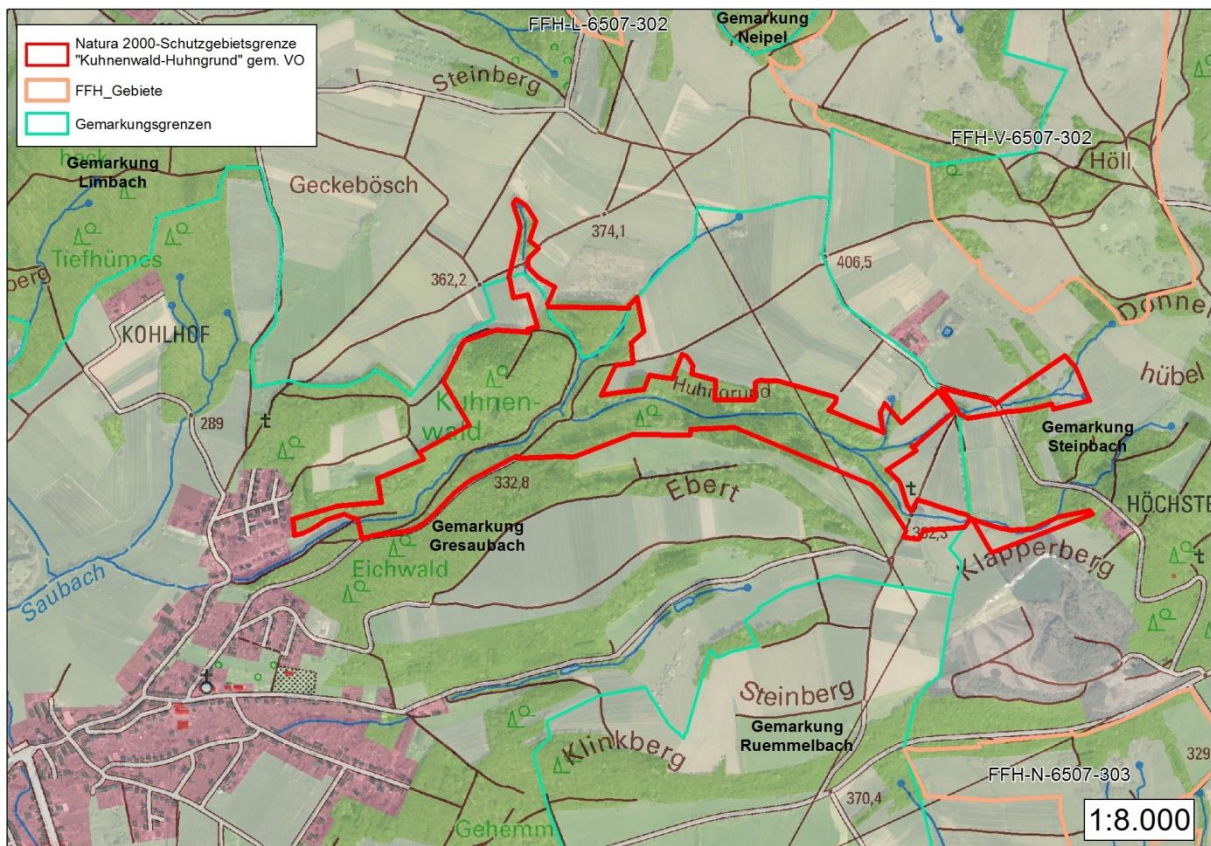 Natura 2000-Schutzgebietsgrenze
"Kuhnenwald-Huhngrund" gem. VO
FFH_Gebiete
Gemarkungsgrenzen
FFH-L-6507-302
Gemarkung
Neipel
Steinberg
FFH-V-6507-302
Höll
Gemarkung
Limbach
Geckebösch
374,1
Tiefhümes
362,2
406,5
berg
KOHLHOF
Donner
hübel
Kuhnen-
wald
Huhngrund
289
Gemarkung
Steinbach
332,8
Ebert
HÖCHSTE
Gemarkung
Gresaubach
Eichwald
Klapperberg
Saubach
Steinberg
Gemarkung
Ruemmelbach
Klinkberg
329
FFH-N-6507-303
370,4
Gehemm
1:8.000